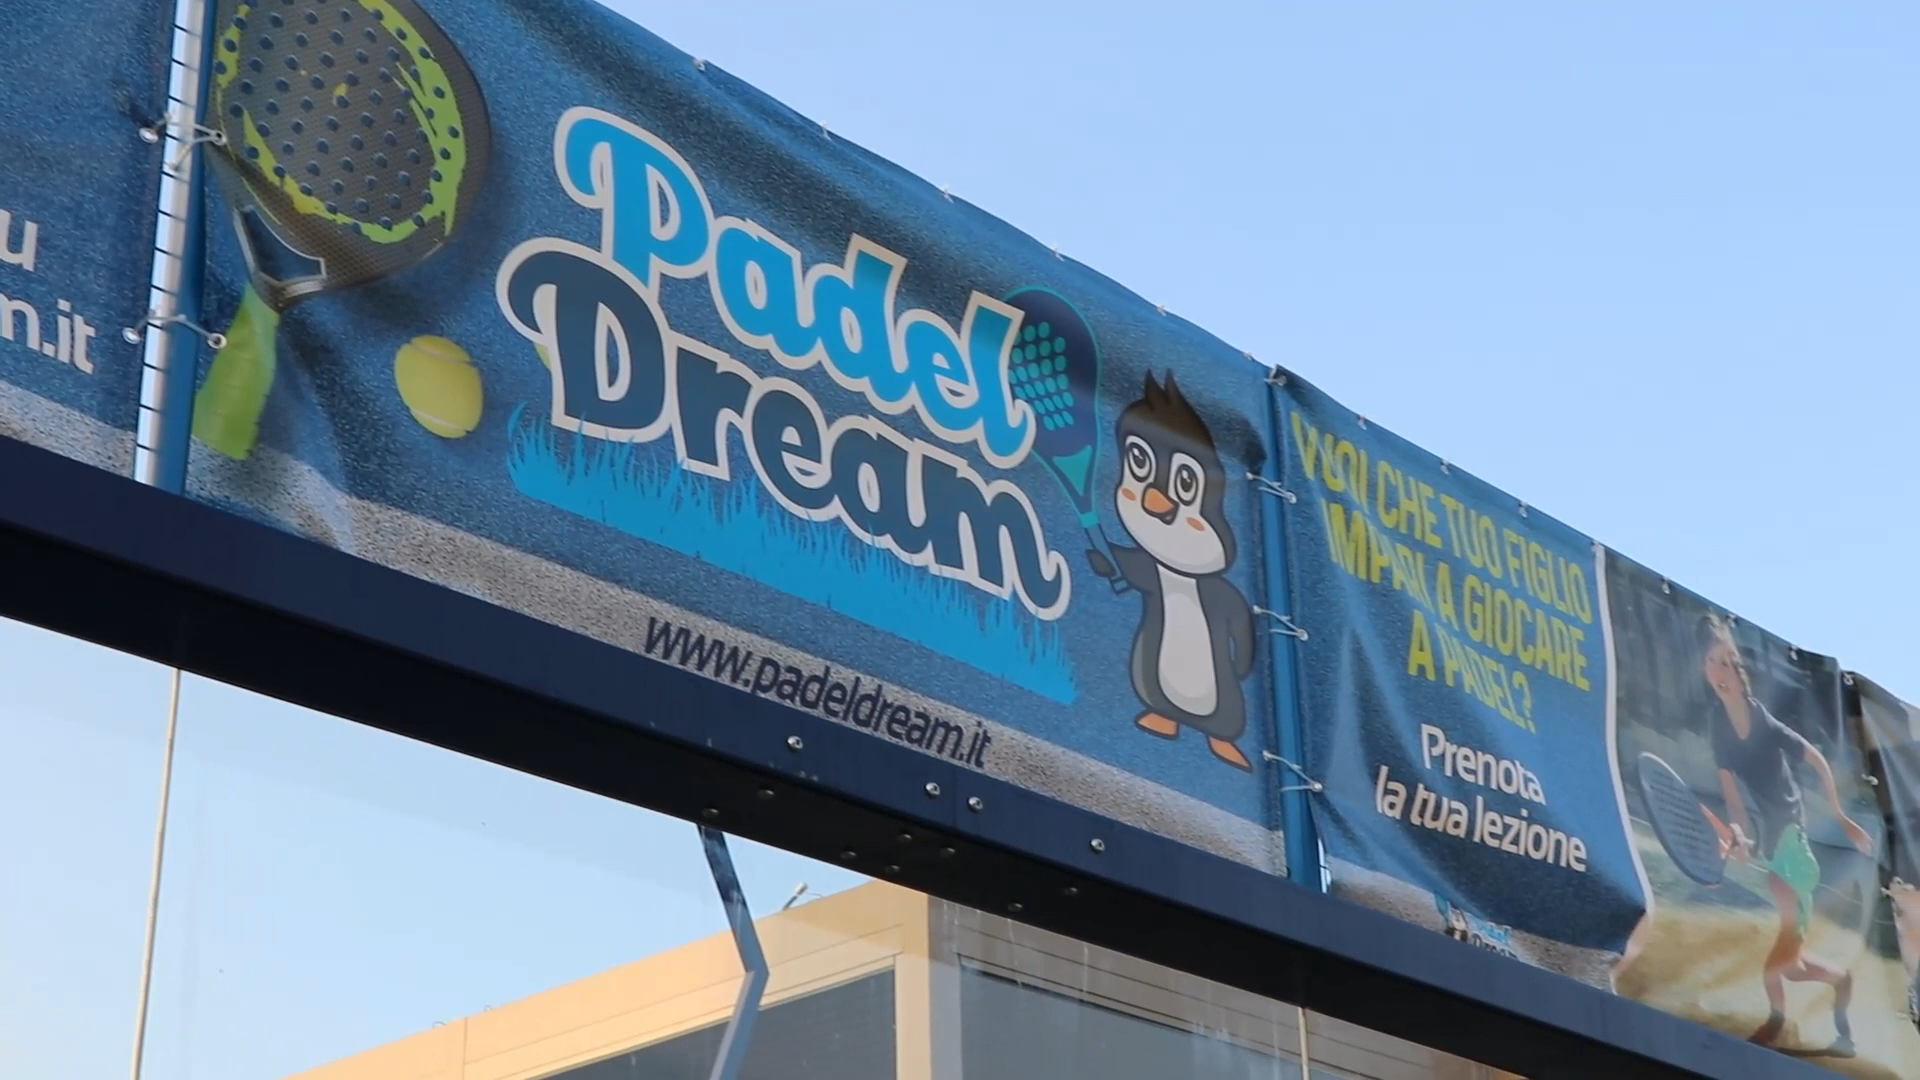 u
m.it
Padel
Dream
www.padeldream.it
VUOI CHE TUO FIGLIO
IMPARI A GIOCARE
A PADEL?
Prenota
la tua lezione